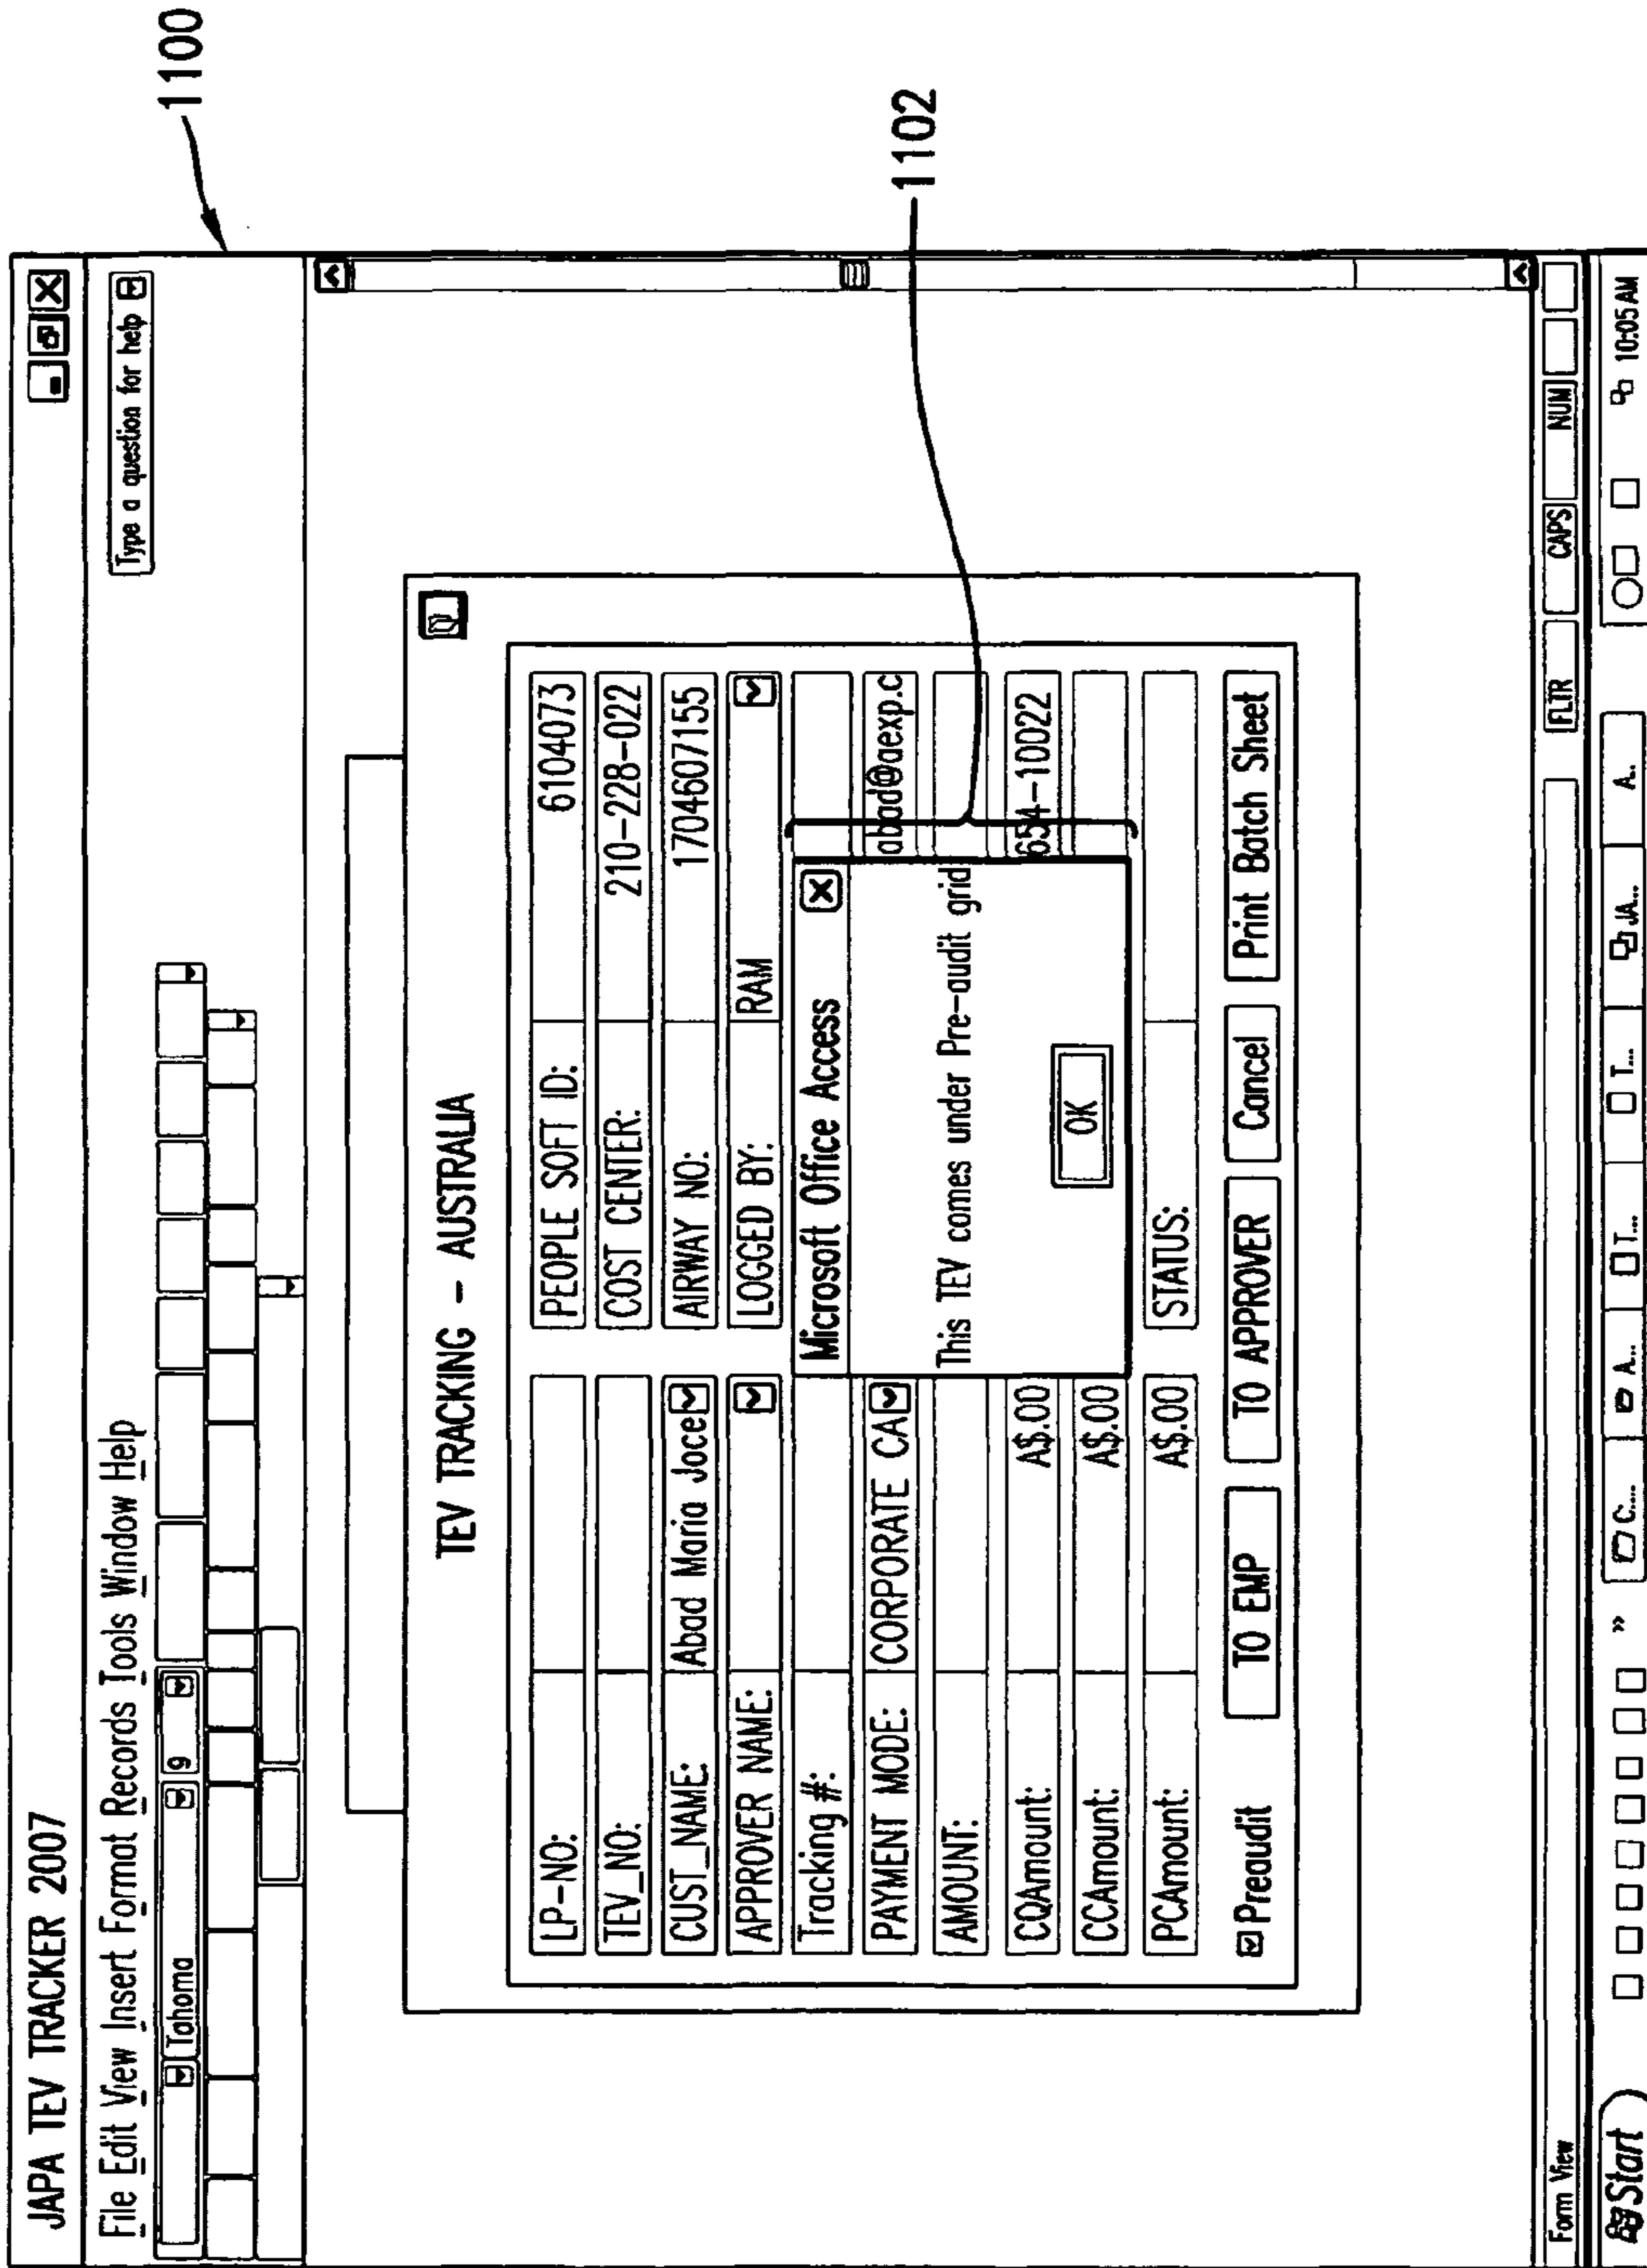 JAPA TEV TRACKER 2007
File Edit View Insert Format Records Tools Window Help
Type a question for help
Tahoma 9
1100
TEV TRACKING - AUSTRALIA
LP-NO:
PEOPLE SOFT ID: 6104073
TEV_NO:
COST CENTER: 210-228-022
CUST_NAME: Abad Maria Joce
AIRWAY NO: 1704607155
APPROVER NAME:
LOGGED BY: RAM
Tracking #:
PAYMENT MODE: CORPORATE CA
abad@aexp.c
AMOUNT:
CQAmount: A$.00
654-10022
CCAmount: A$.00
PCAmount: A$.00
STATUS:
Microsoft Office Access
This TEV comes under Pre-audit grid
OK
1102
Preaudit
TO EMP
TO APPROVER
Cancel
Print Batch Sheet
Form View
FLTR CAPS NUM
Start » C.... A... T... T... JA... A.. 10:05 AM